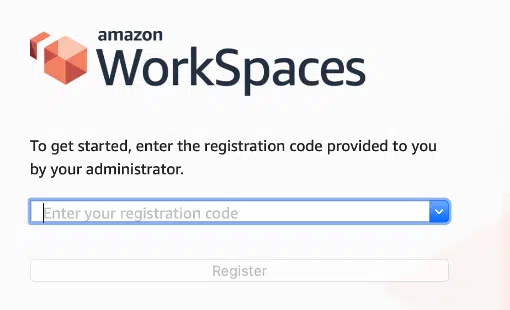 amazon
WorkSpaces
To get started, enter the registration code provided to you
by your administrator.
Enter your registration code
Register